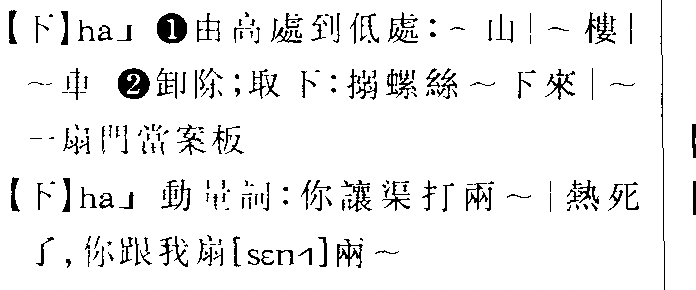 【下】ha˩ ❶由高處到低處：～山｜～樓｜
～車 ❷卸除；取下：搦螺絲～下來｜～
一扇門當案板
【下】ha˩ 動量詞：你讓渠打兩～｜熱死
了，你跟我扇[sɛn˧]兩～